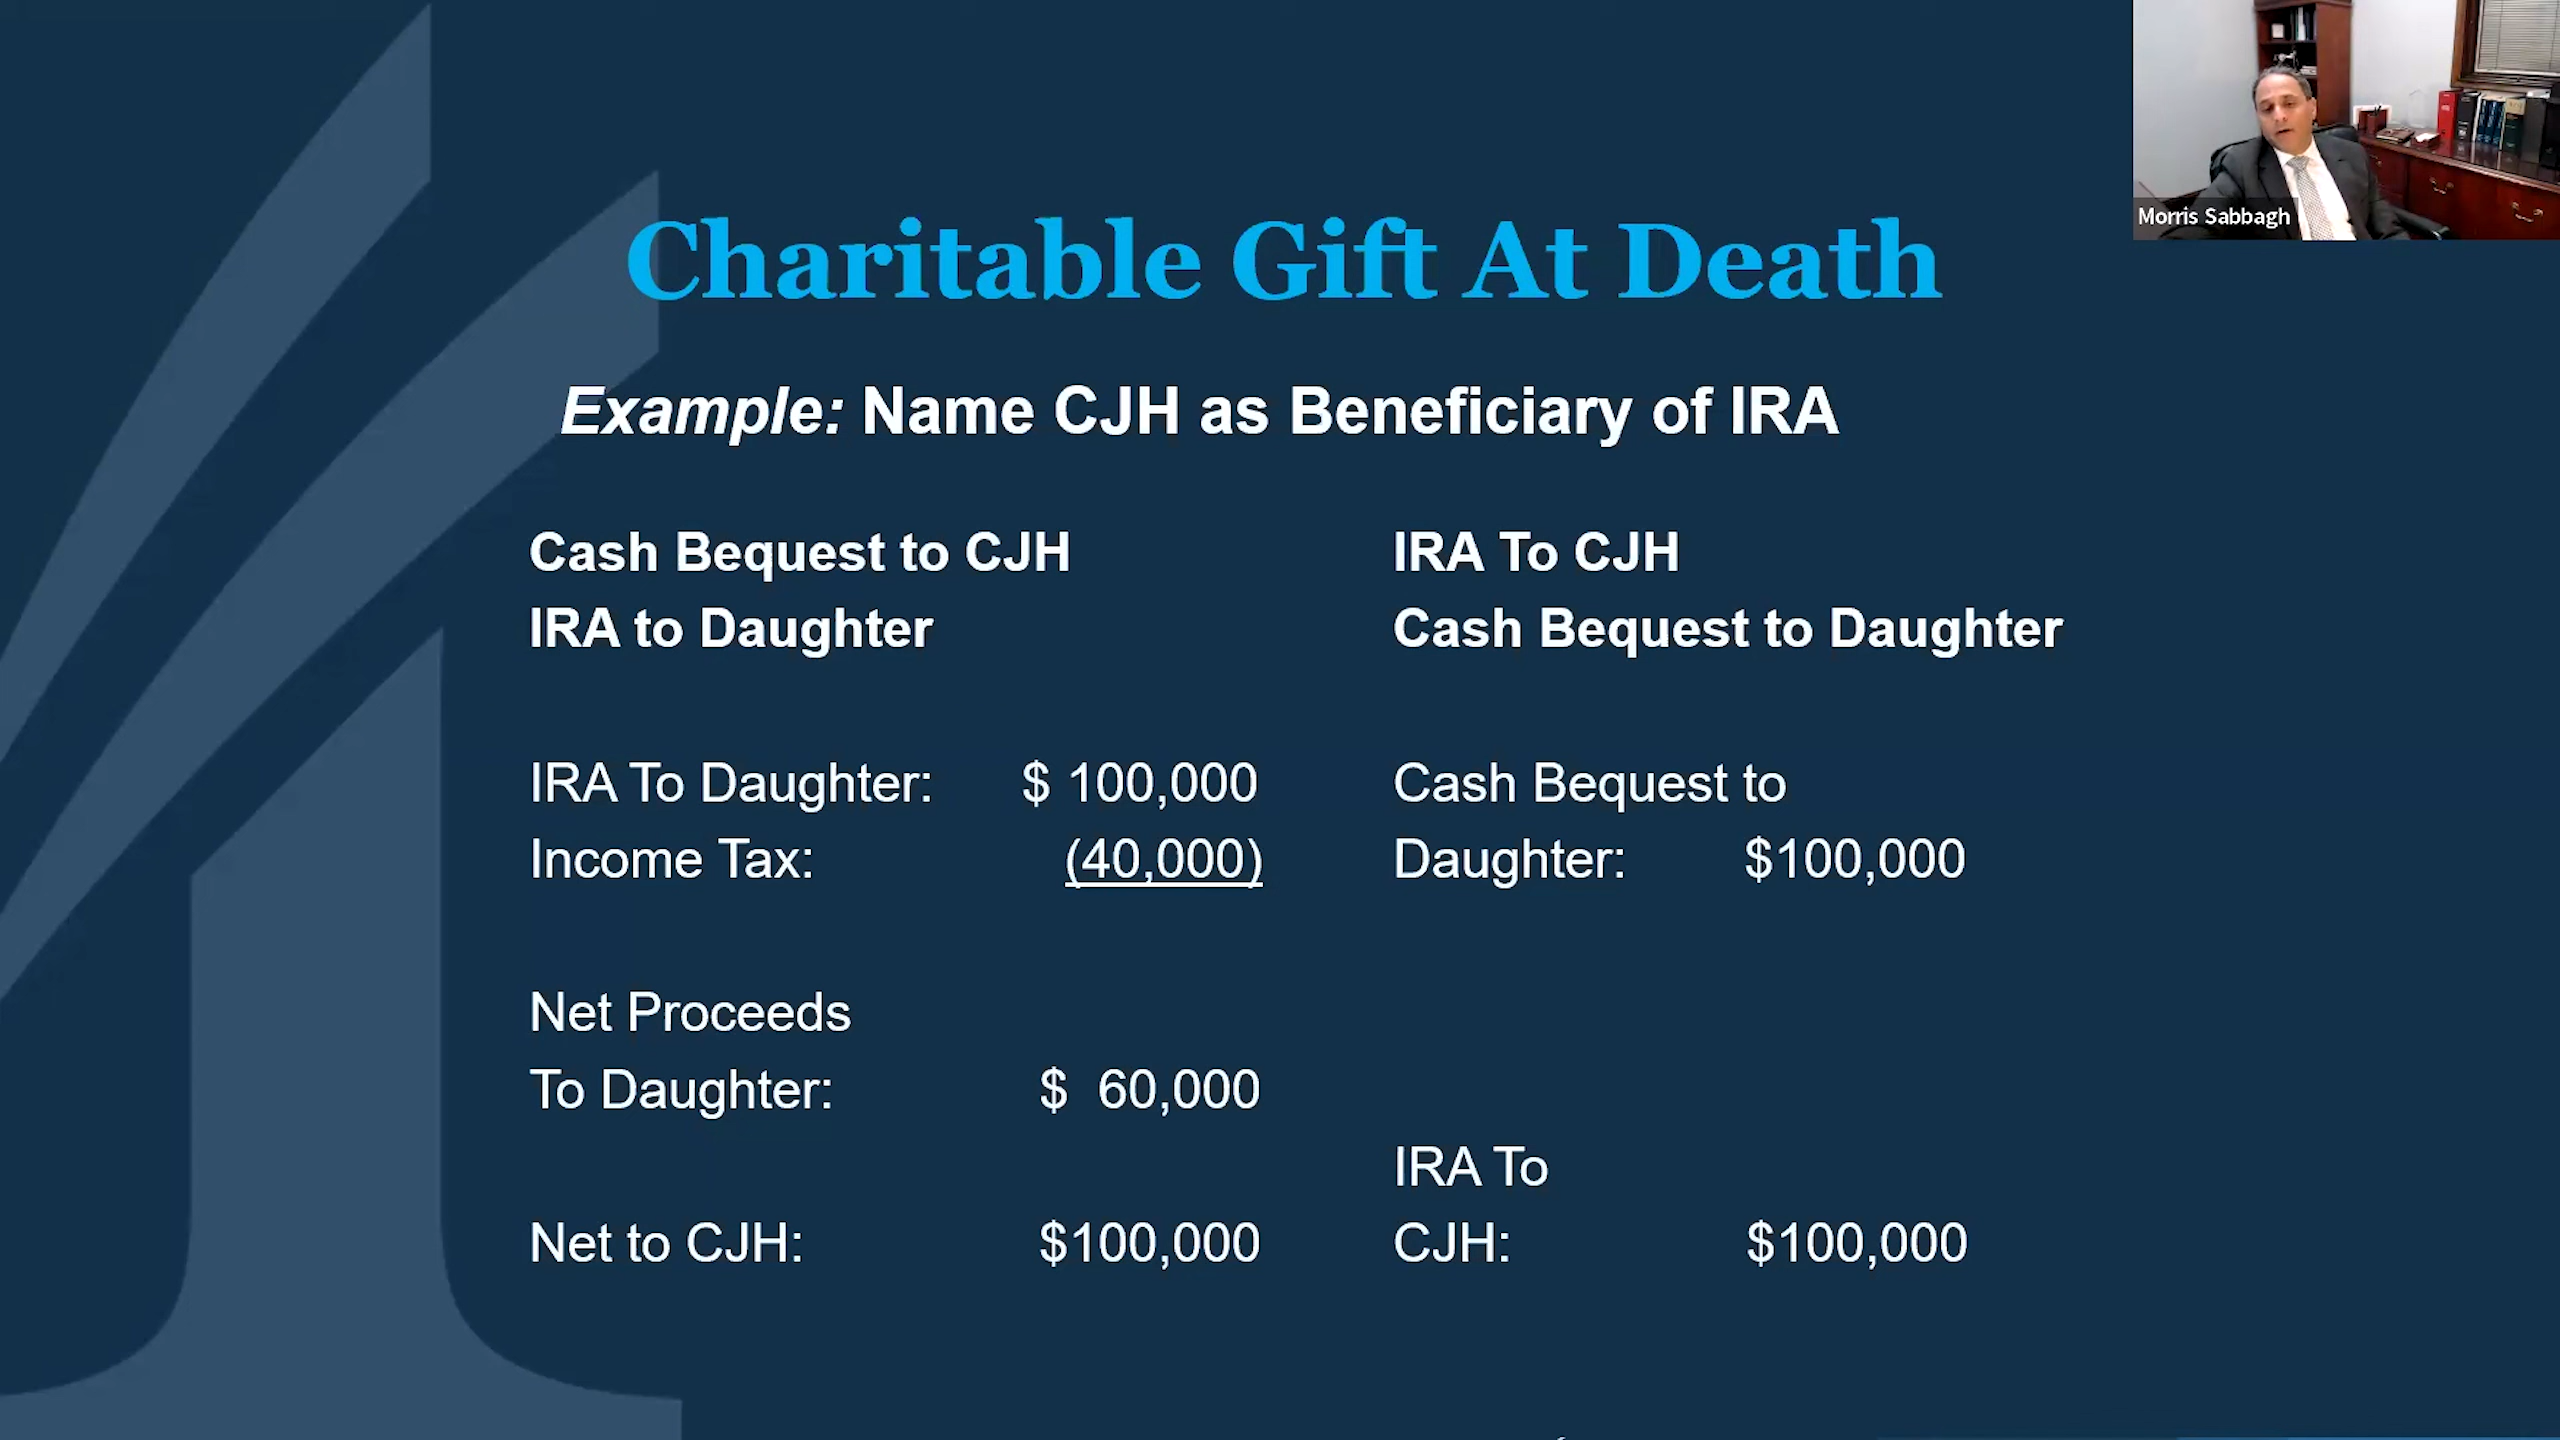 Morris Sabbagh
Charitable Gift At Death
Example: Name CJH as Beneficiary of IRA
Cash Bequest to CJH
IRA to Daughter
IRA To Daughter: $ 100,000
Income Tax: (40,000)
Net Proceeds
To Daughter: $ 60,000
Net to CJH: $100,000
IRA To CJH
Cash Bequest to Daughter
Cash Bequest to
Daughter: $100,000
IRA To
CJH: $100,000